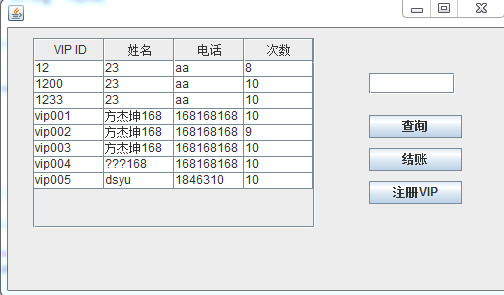 VIP ID 姓名 电话 次数
12 23 aa 8
1200 23 aa 10
1233 23 aa 10
vip001 方杰坤168 168168168 10
vip002 方杰坤168 168168168 9
vip003 方杰坤168 168168168 10
vip004 ???168 168168168 10
vip005 dsyu 1846310 10
查询
结账
注册VIP